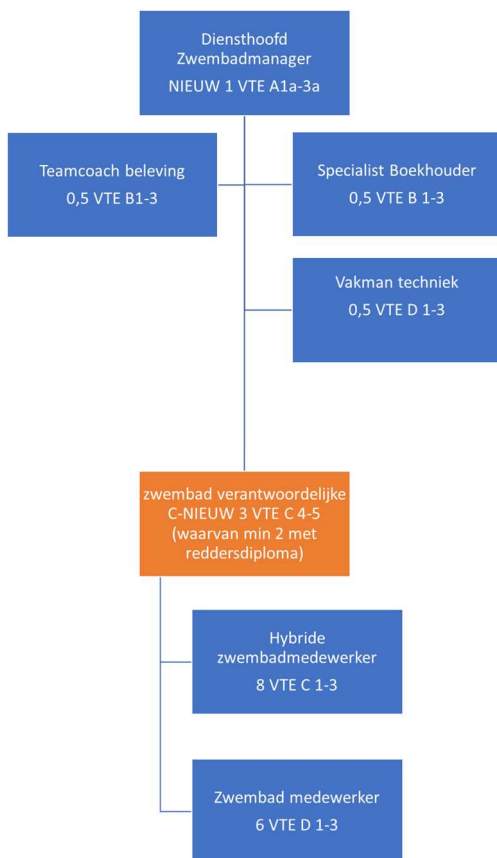 Diensthoofd
Zwembadmanager
NIEUW 1 VTE A1a-3a
Teamcoach beleving
0,5 VTE B1-3
Specialist Boekhouder
0,5 VTE B 1-3
Vakman techniek
0,5 VTE D 1-3
zwembad verantwoordelijke
C-NIEUW 3 VTE C 4-5
(waarvan min 2 met
reddersdiploma)
Hybride
zwembadmedewerker
8 VTE C 1-3
Zwembad medewerker
6 VTE D 1-3